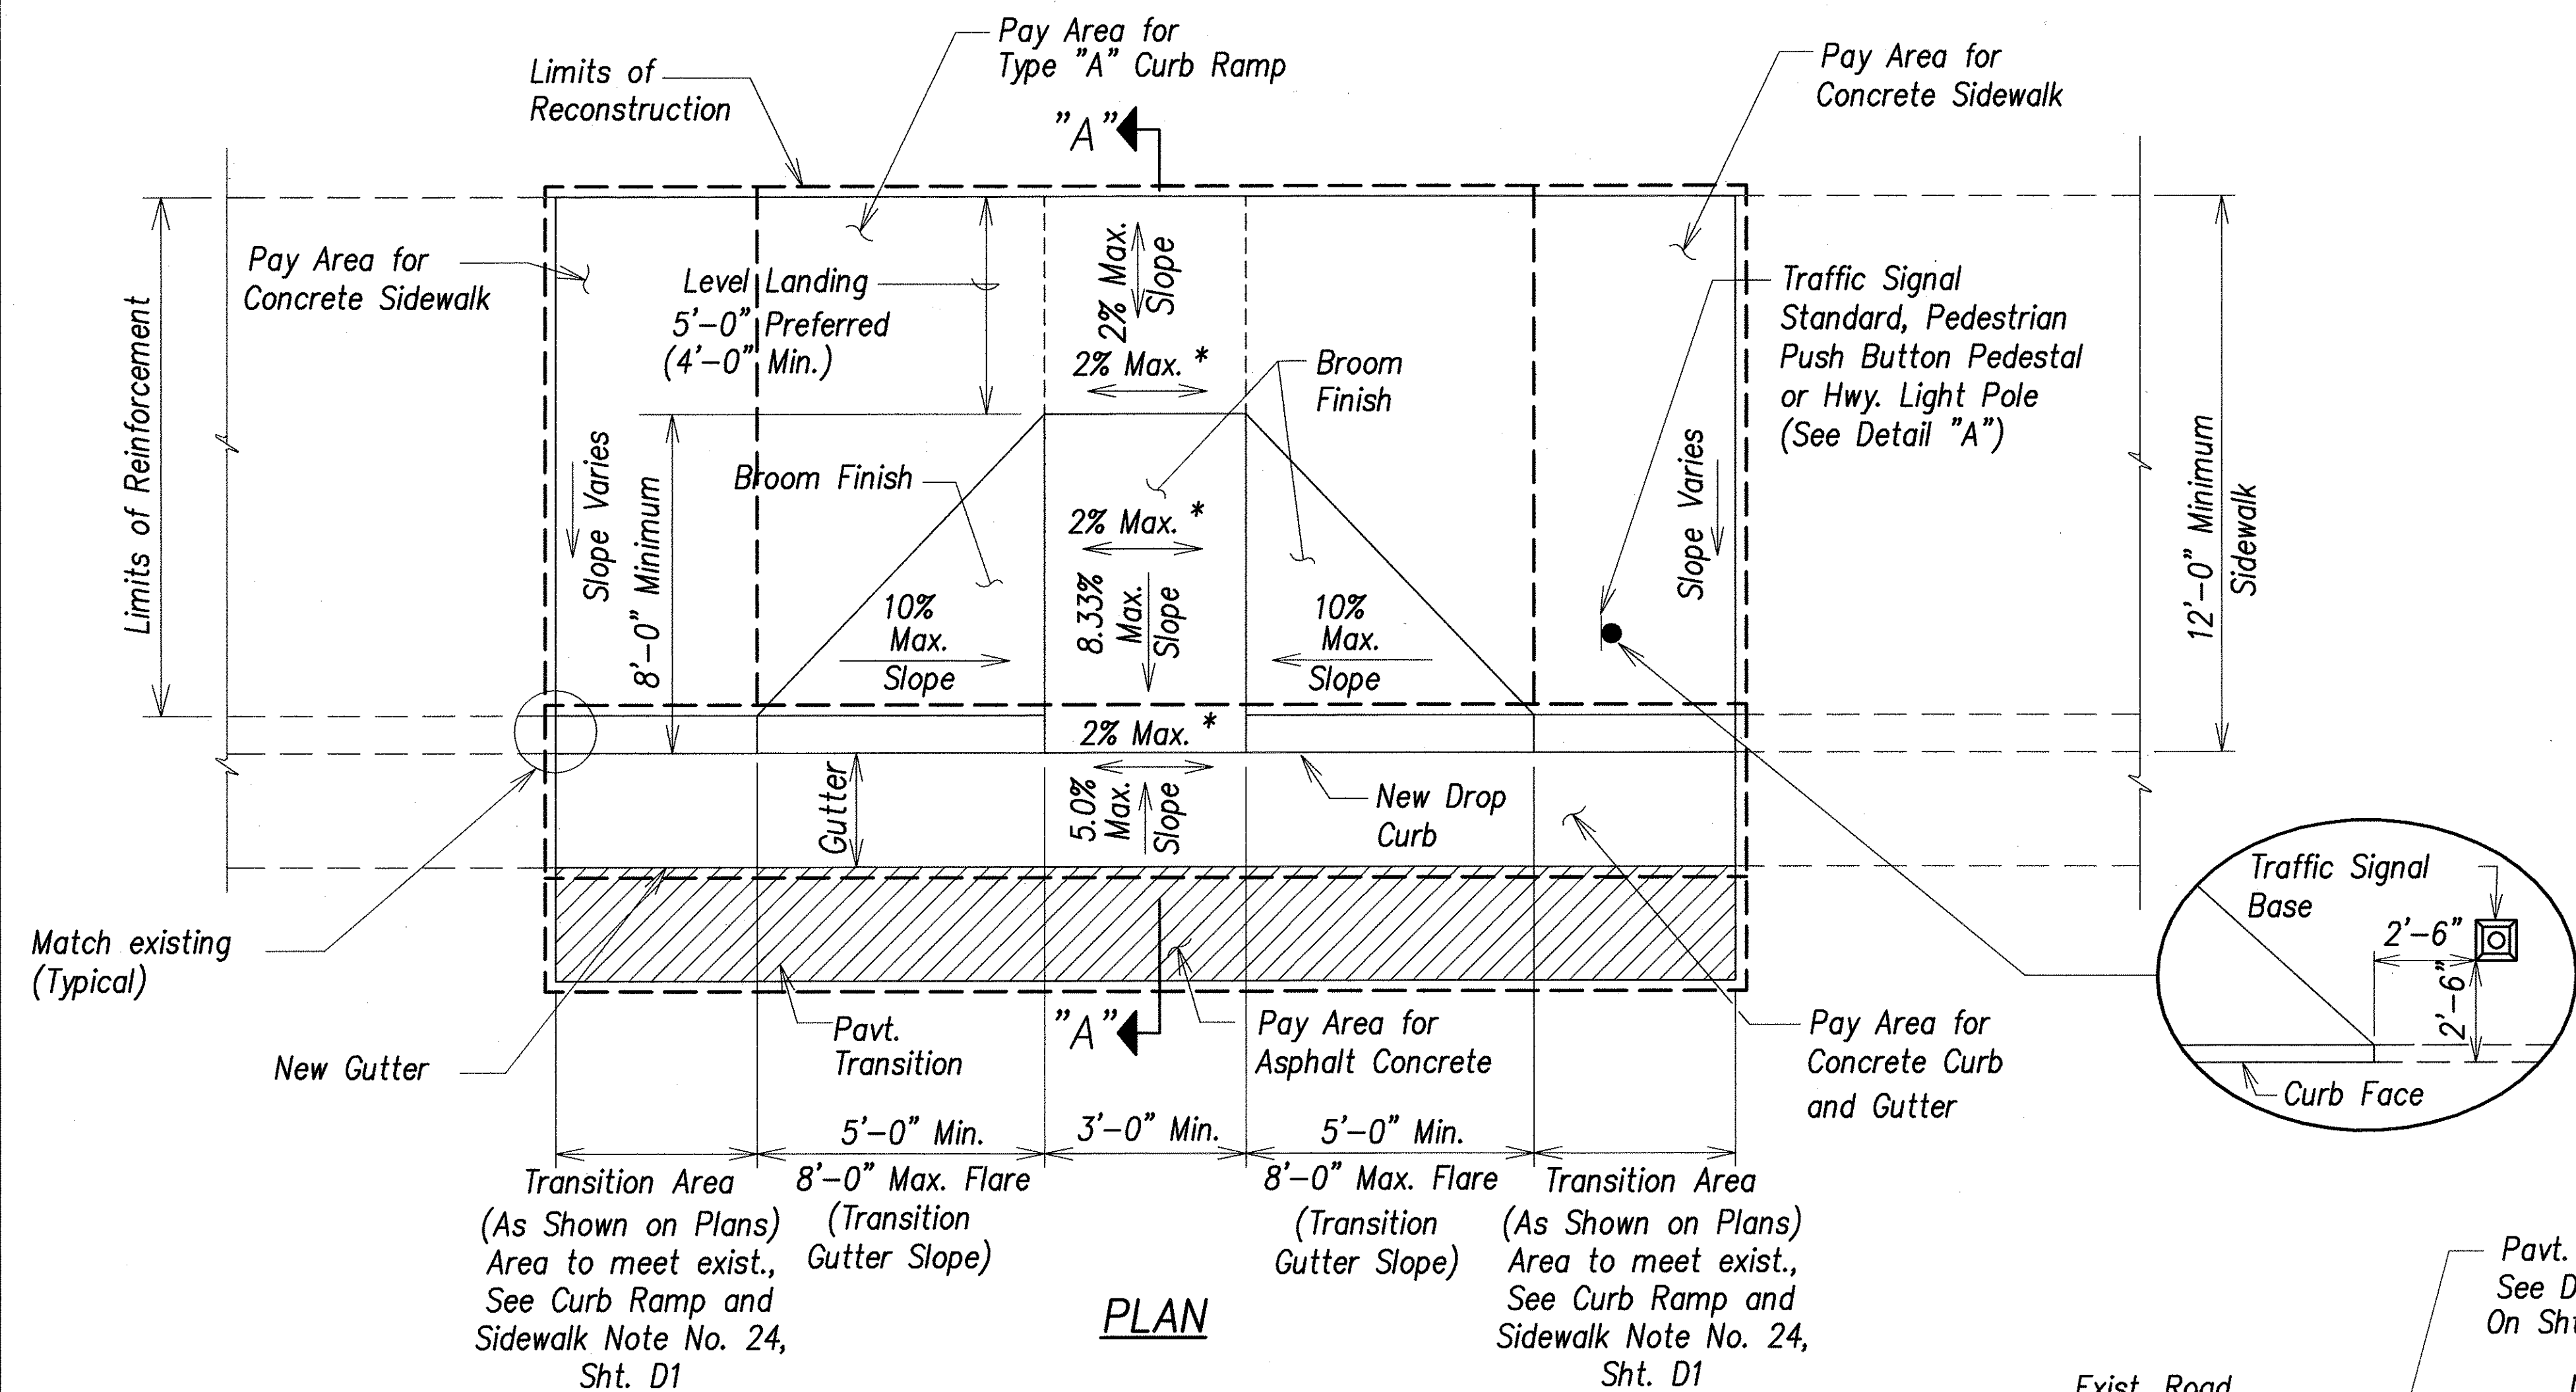 Pay Area for
Type "A" Curb Ramp
Limits of
Reconstruction
"A"
Pay Area for
Concrete Sidewalk
Limits of Reinforcement
Pay Area for
Concrete Sidewalk
Level Landing
5'-0" Preferred
(4'-0" Min.)
2% Max.
Slope
2% Max. *
Broom
Finish
Traffic Signal
Standard, Pedestrian
Push Button Pedestal
or Hwy. Light Pole
(See Detail "A")
Slope Varies
8'-0" Minimum
Broom Finish
2% Max. *
10%
Max.
Slope
8.33%
Max.
Slope
10%
Max.
Slope
Slope Varies
12'-0" Minimum
Sidewalk
2% Max. *
Gutter
5.0%
Max.
Slope
New Drop
Curb
Match existing
(Typical)
New Gutter
Pavt.
Transition
"A"
Pay Area for
Asphalt Concrete
Pay Area for
Concrete Curb
and Gutter
Traffic Signal
Base
2'-6"
2'-6"
Curb Face
5'-0" Min.
8'-0" Max. Flare
(Transition
Gutter Slope)
3'-0" Min.
5'-0" Min.
8'-0" Max. Flare
(Transition
Gutter Slope)
Transition Area
(As Shown on Plans)
Area to meet exist.,
See Curb Ramp and
Sidewalk Note No. 24,
Sht. D1
Transition Area
(As Shown on Plans)
Area to meet exist.,
See Curb Ramp and
Sidewalk Note No. 24,
Sht. D1
PLAN
Pavt.
See
On
Exist. Road